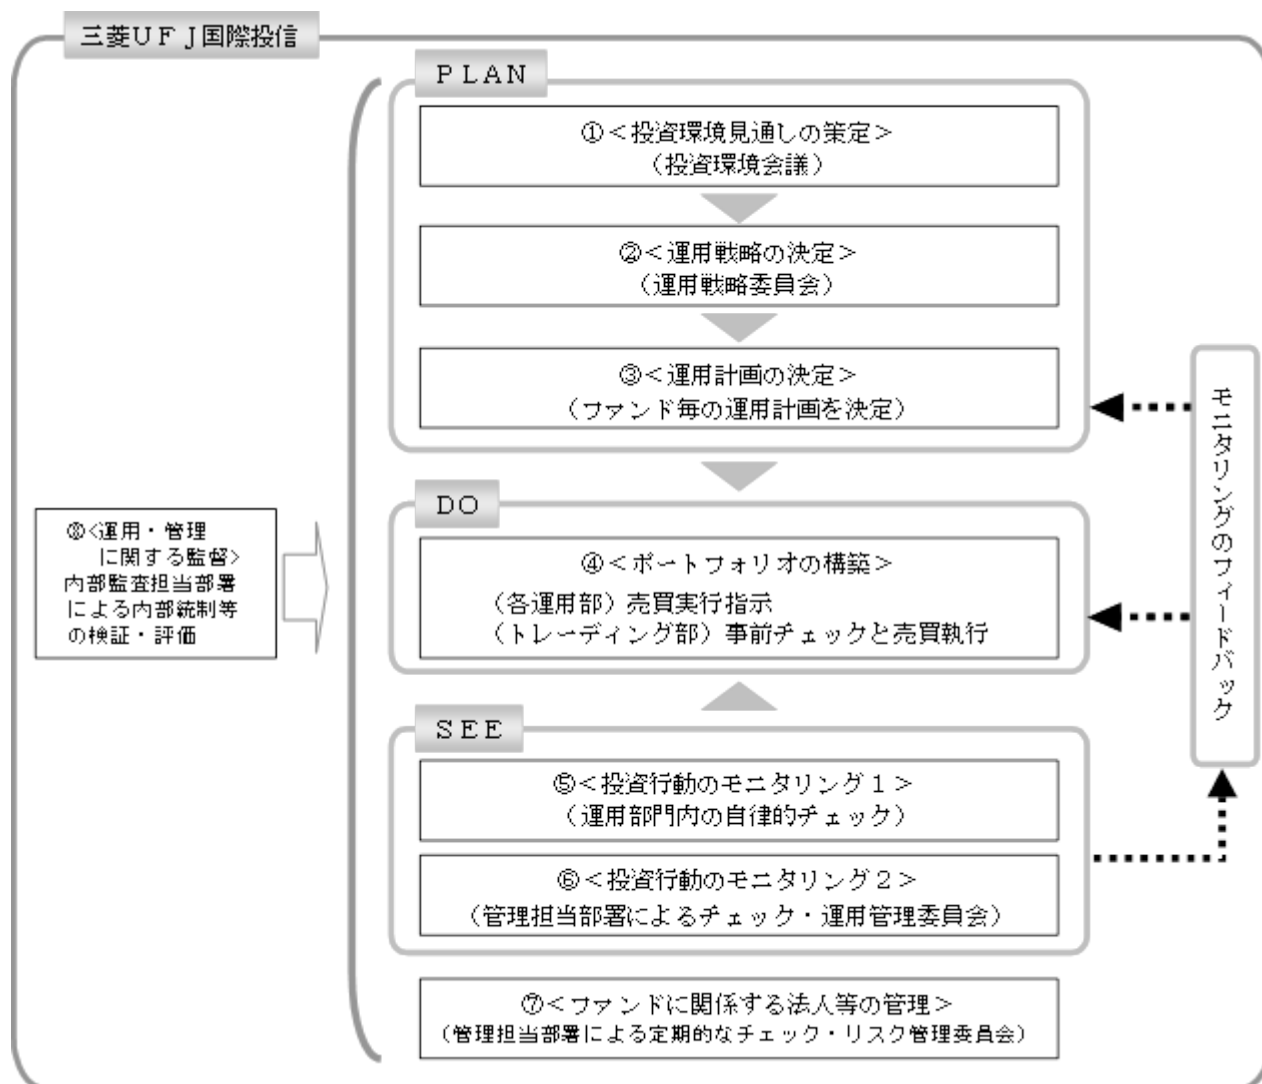 三菱ＵＦＪ国際投信
ＰＬＡＮ
①＜投資環境見通しの策定＞
（投資環境会議）
②＜運用戦略の決定＞
（運用戦略委員会）
③＜運用計画の決定＞
（ファンド毎の運用計画を決定）
ＤＯ
④＜ポートフォリオの構築＞
（各運用部）売買実行指示
（トレーディング部）事前チェックと売買執行
ＳＥＥ
⑤＜投資行動のモニタリング１＞
（運用部門内の自律的チェック）
⑥＜投資行動のモニタリング２＞
（管理担当部署によるチェック・運用管理委員会）
⑦＜ファンドに関係する法人等の管理＞
（管理担当部署による定期的なチェック・リスク管理委員会）
⑧<運用・管理
に関する監督>
内部監査担当部署
による内部統制等
の検証・評価
モニタリングのフィードバック